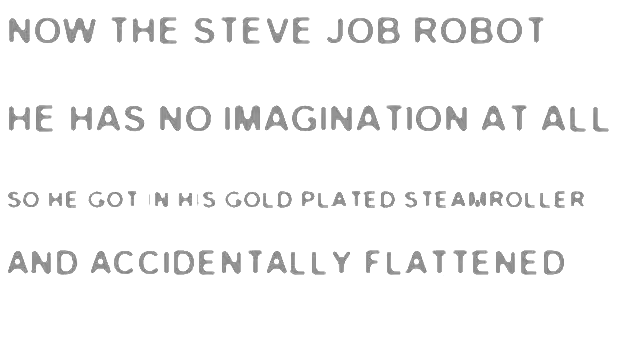 NOW THE STEVE JOB ROBOT
HE HAS NO IMAGINATION AT ALL
SO HE GOT IN HIS GOLD PLATED STEAMROLLER
AND ACCIDENTALLY FLATTENED